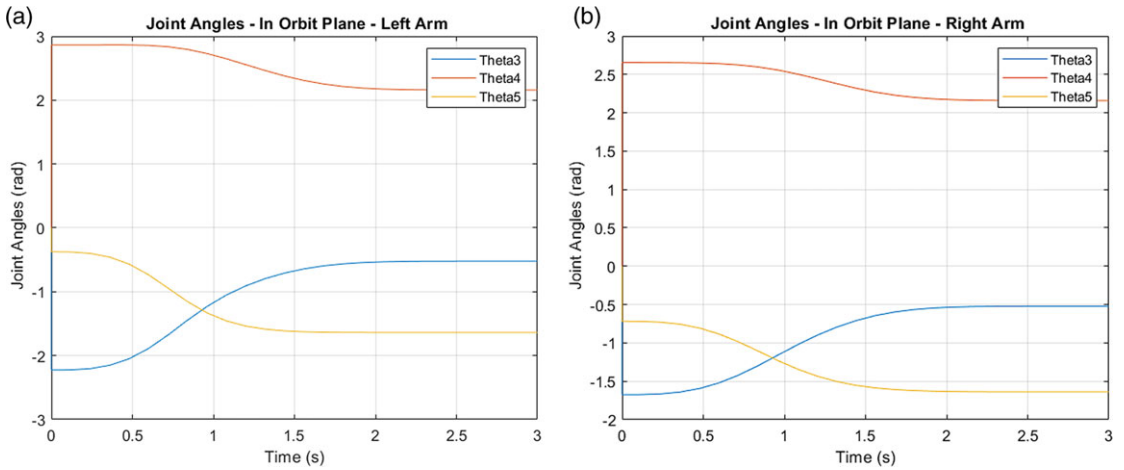 (a)
Joint Angles - In Orbit Plane - Left Arm
Joint Angles (rad)
3
2
1
0
-1
-2
-3
Theta3
Theta4
Theta5
0 0.5 1 1.5 2 2.5 3
Time (s)
(b)
Joint Angles - In Orbit Plane - Right Arm
Joint Angles (rad)
3
2.5
2
1.5
1
0.5
0
-0.5
-1
-1.5
-2
Theta3
Theta4
Theta5
0 0.5 1 1.5 2 2.5 3
Time (s)